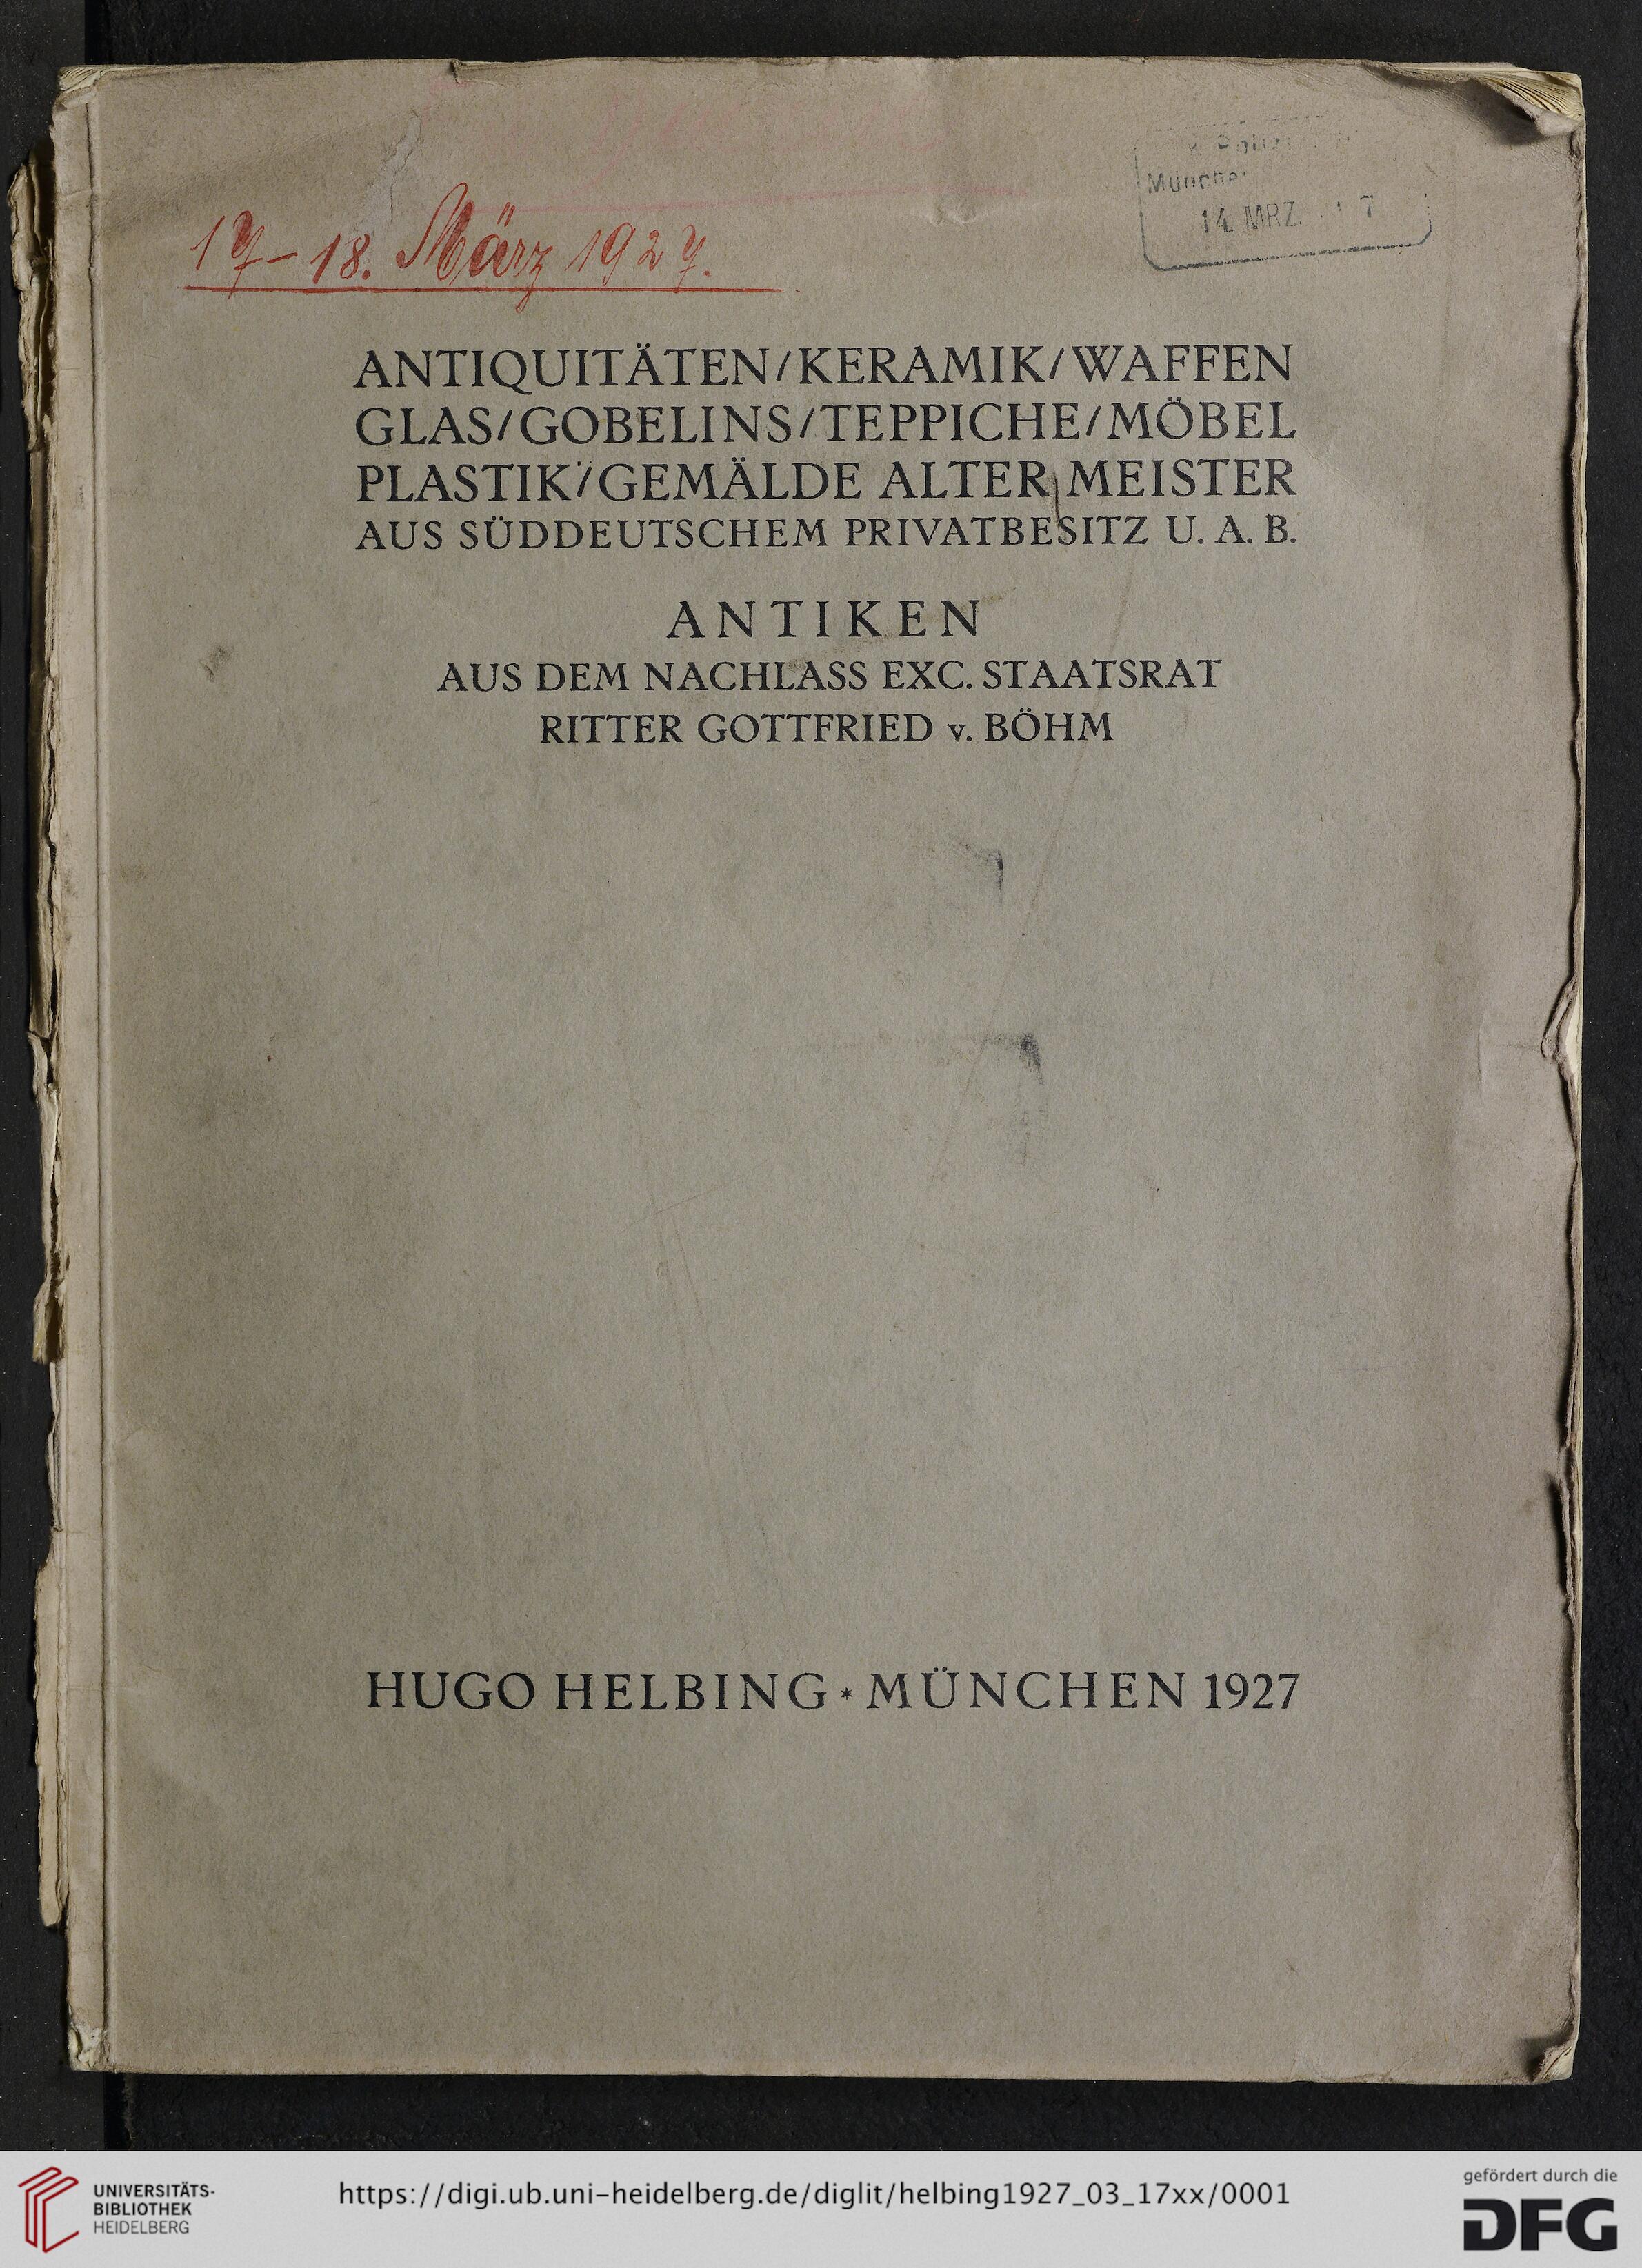 17-18. März 1927.
München
14. MRZ.
ANTIQUITÄTEN/KERAMIK/WAFFEN
GLAS/GOBELINS/TEPPICHE/MÖBEL
PLASTIK/GEMÄLDE ALTER MEISTER
AUS SÜDDEUTSCHEM PRIVATBESITZ U. A. B.
ANTIKEN
AUS DEM NACHLASS EXC. STAATSRAT
RITTER GOTTFRIED v. BÖHM
HUGO HELBING * MÜNCHEN 1927
UNIVERSITÄTS-
BIBLIOTHEK
HEIDELBERG
https://digi.ub.uni-heidelberg.de/diglit/helbing1927_03_17xx/0001
gefördert durch die
DFG